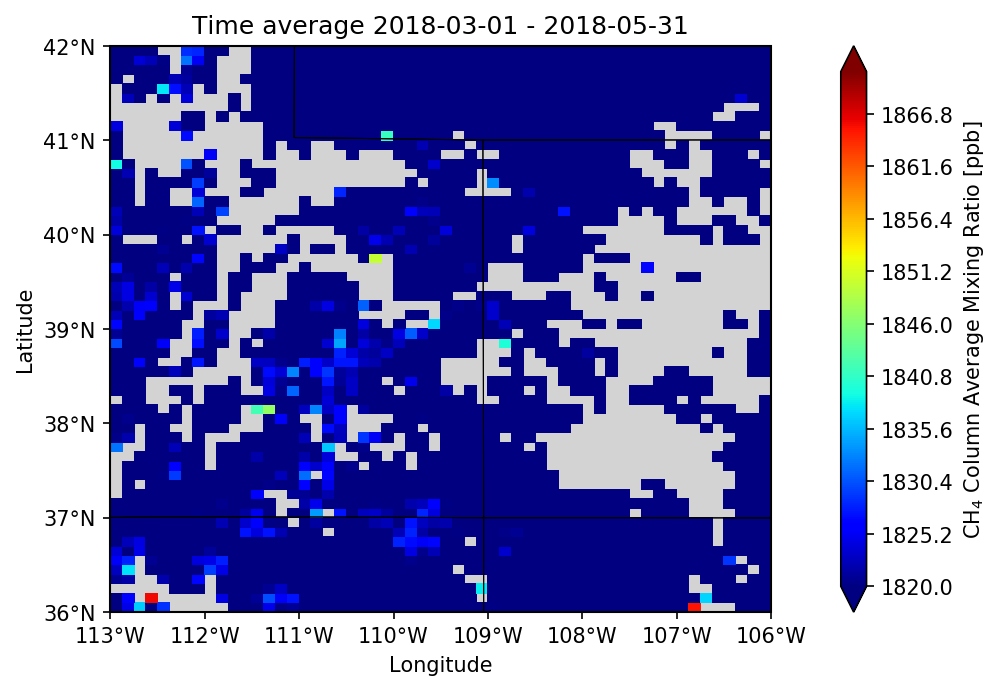 Time average 2018-03-01 - 2018-05-31
42°N
41°N
40°N
39°N
38°N
37°N
36°N
Latitude
113°W 112°W 111°W 110°W 109°W 108°W 107°W 106°W
Longitude
1866.8
1861.6
1856.4
1851.2
1846.0
1840.8
1835.6
1830.4
1825.2
1820.0
CH₄ Column Average Mixing Ratio [ppb]